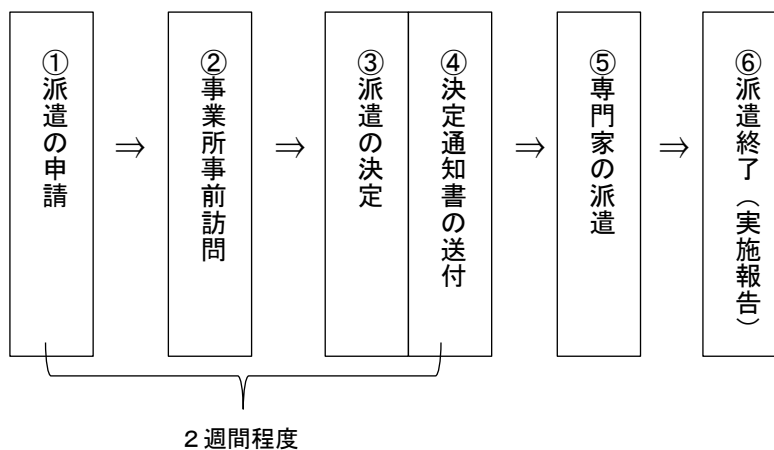 ①派遣の申請
⇒
②事業所事前訪問
⇒
③派遣の決定
④決定通知書の送付
⇒
⑤専門家の派遣
⇒
⑥派遣終了（実施報告）
２週間程度